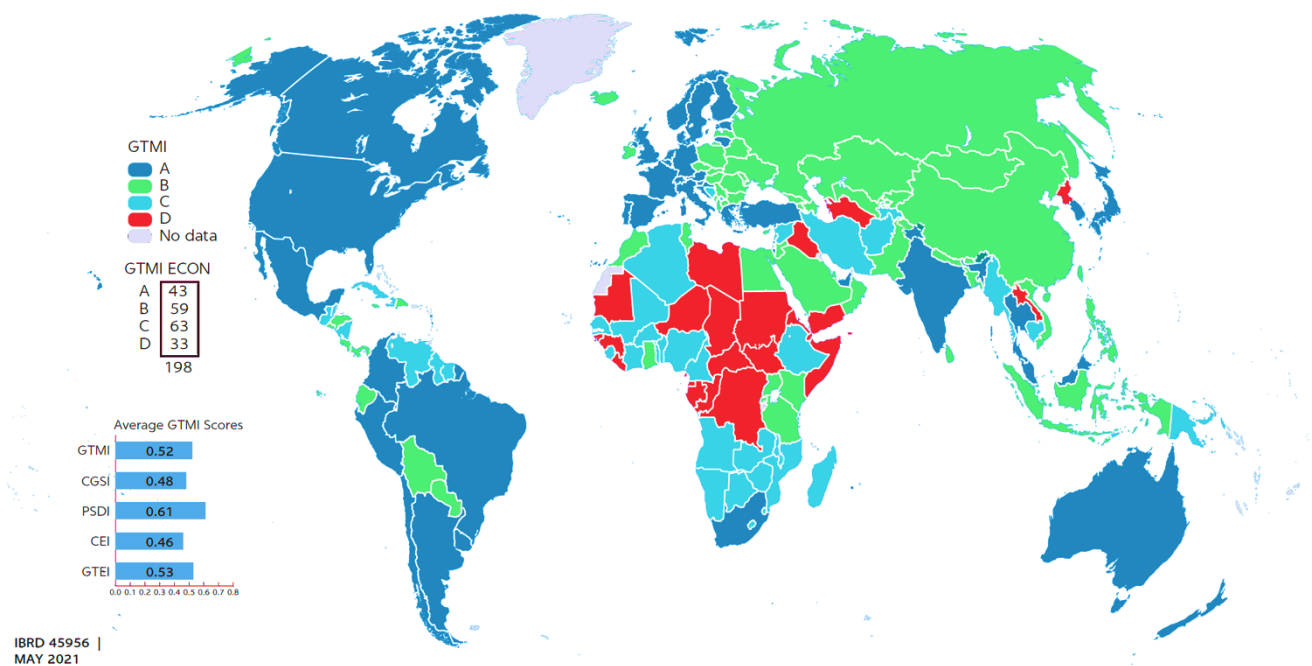 GTMI
A
B
C
D
No data
GTMI ECON
A 43
B 59
C 63
D 33
198
Average GTMI Scores
GTMI 0.52
CGSI 0.48
PSDI 0.61
CEI 0.46
GTEI 0.53
0.0 0.1 0.2 0.3 0.4 0.5 0.6 0.7 0.8
IBRD 45956 |
MAY 2021